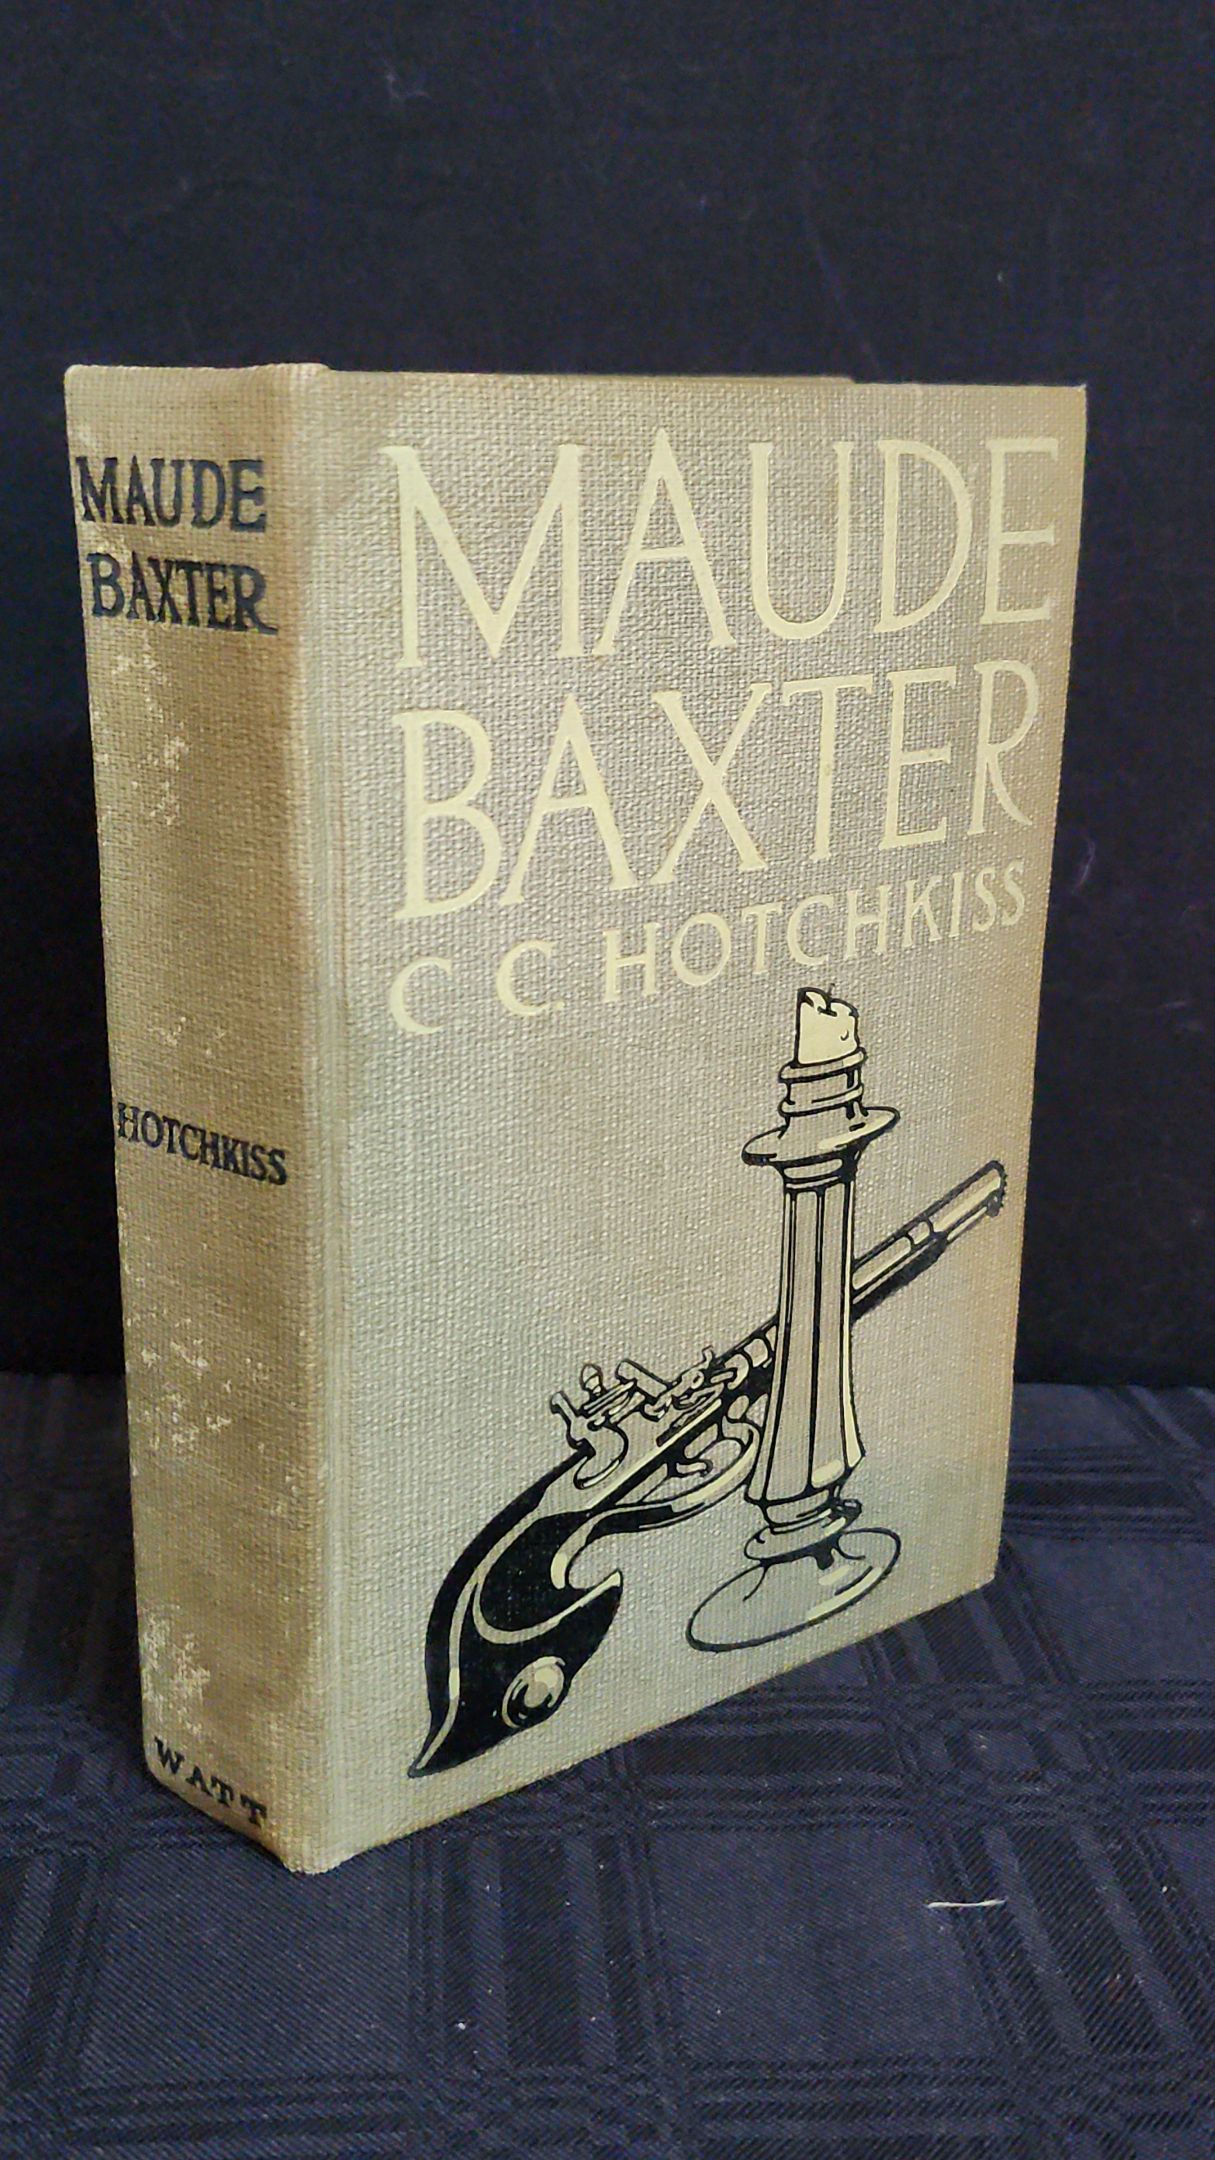 MAUDE
BAXTER
HOTCHKISS
WATT
MAUDE
BAXTER
C C. HOTCHKISS